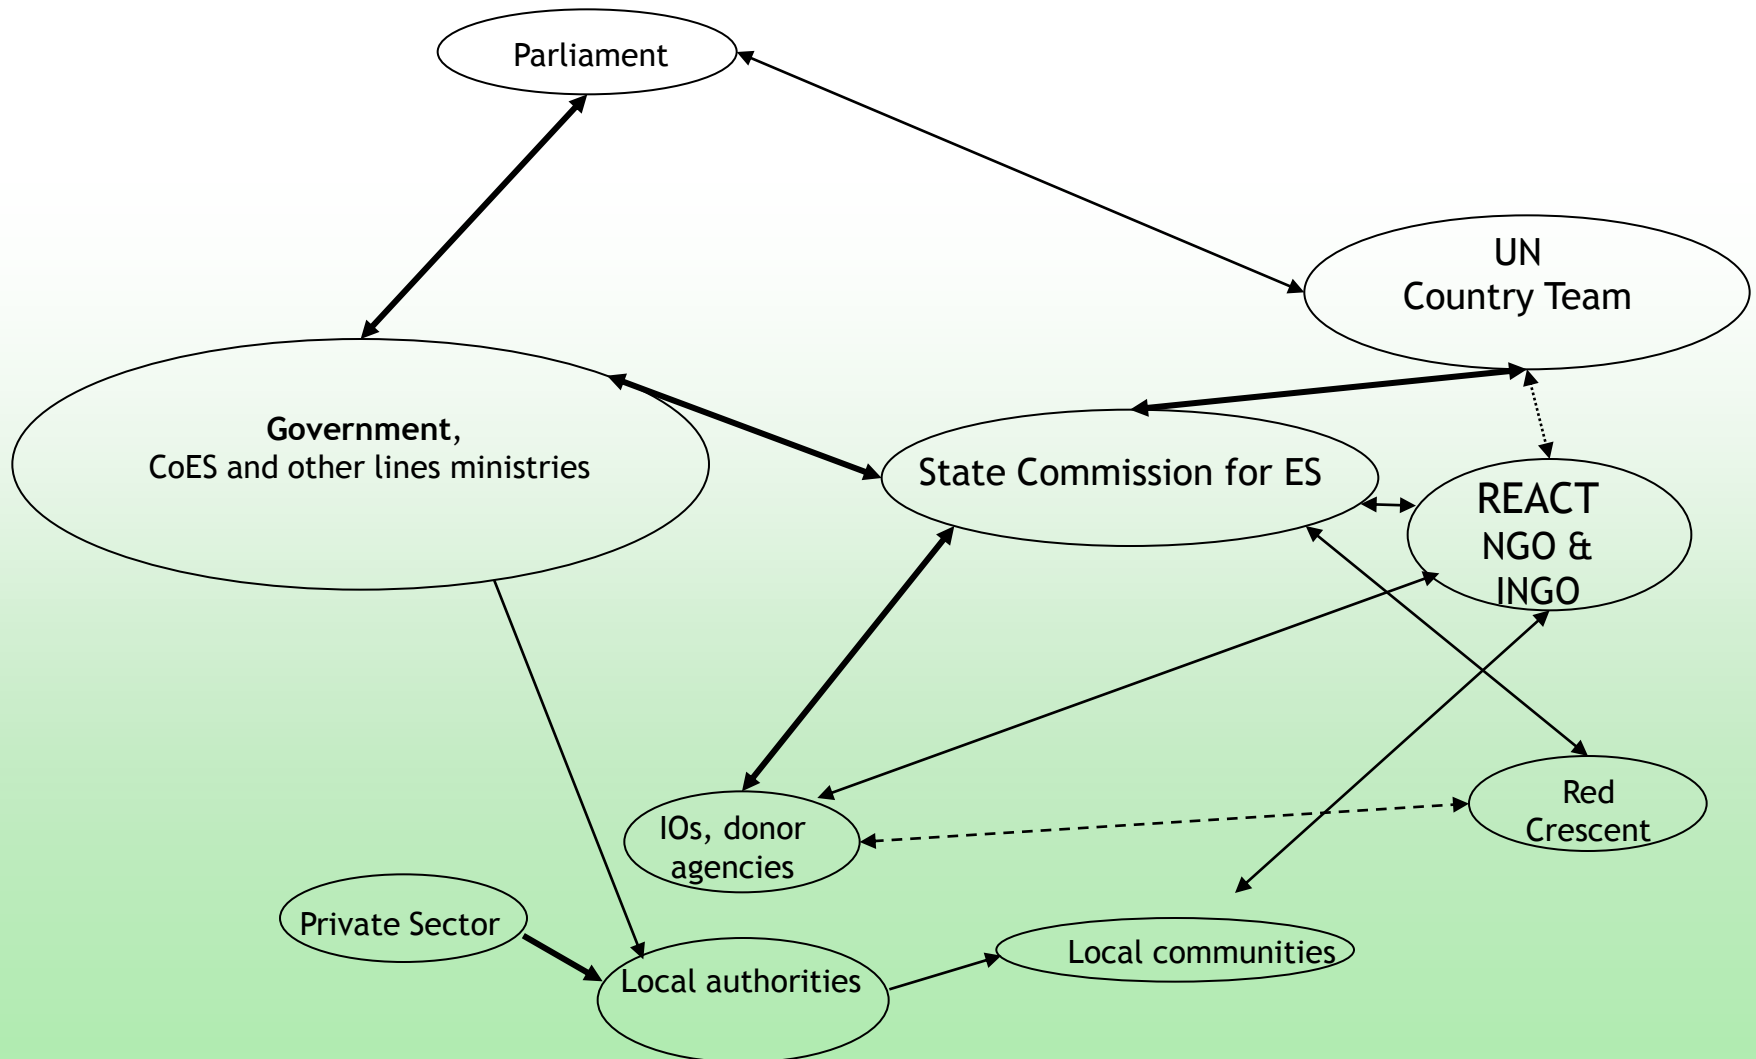 Parliament
UN
Country Team
Government,
CoES and other lines ministries
State Commission for ES
REACT
NGO &
INGO
IOs, donor
agencies
Red
Crescent
Private Sector
Local authorities
Local communities